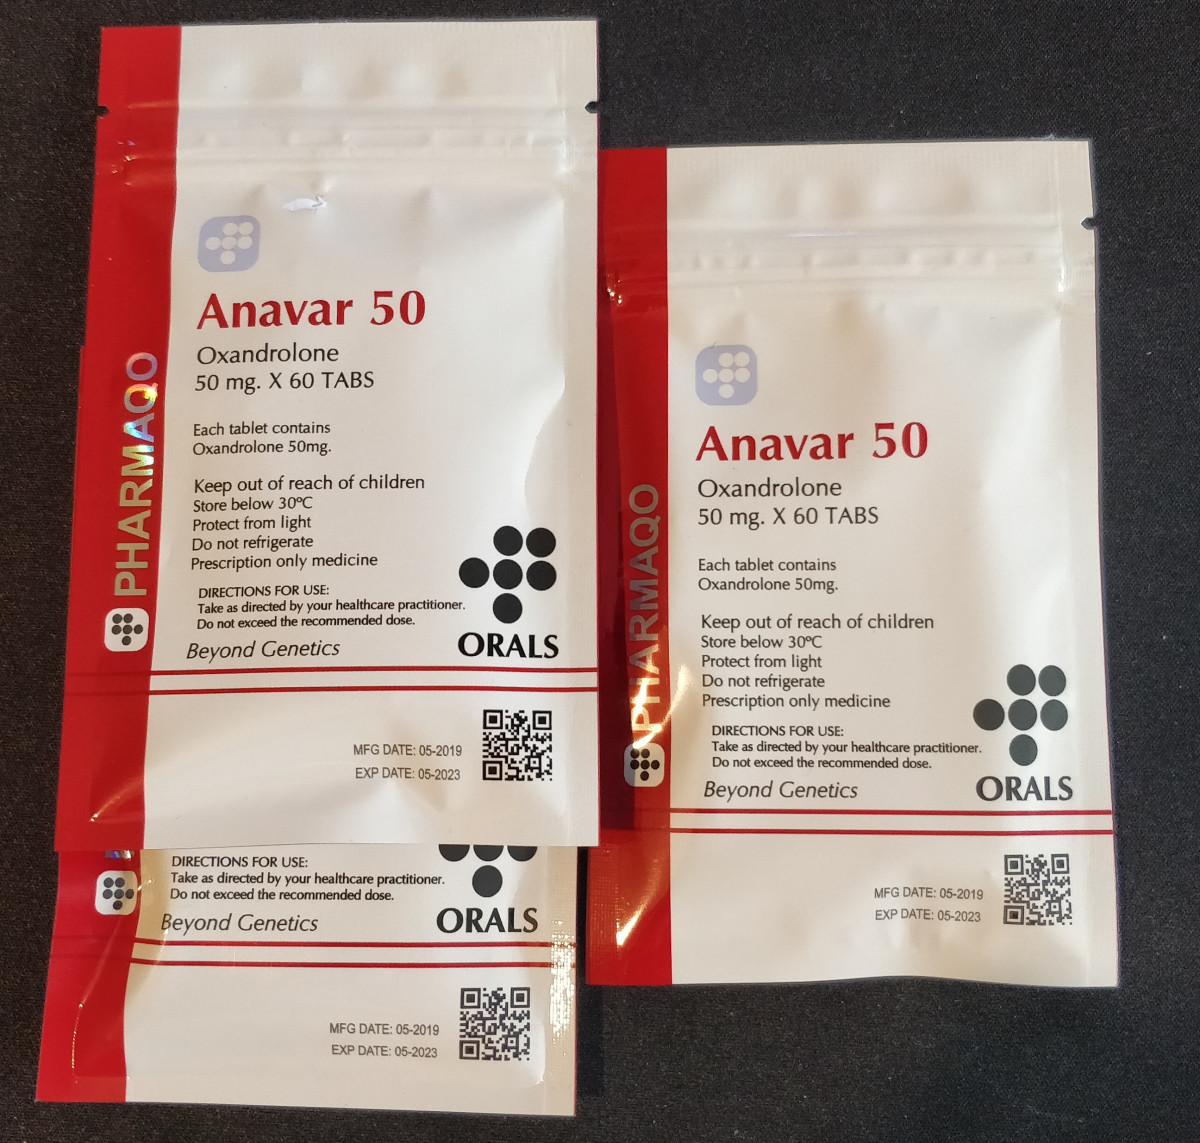 PHARMAQO
Anavar 50
Oxandrolone
50 mg. X 60 TABS
Each tablet contains
Oxandrolone 50mg.
Keep out of reach of children
Store below 30ºC
Protect from light
Do not refrigerate
Prescription only medicine
DIRECTIONS FOR USE:
Take as directed by your healthcare practitioner.
Do not exceed the recommended dose.
Beyond Genetics
ORALS
MFG DATE: 05-2019
EXP DATE: 05-2023
PHARMAQO
Anavar 50
Oxandrolone
50 mg. X 60 TABS
Each tablet contains
Oxandrolone 50mg.
Keep out of reach of children
Store below 30ºC
Protect from light
Do not refrigerate
Prescription only medicine
DIRECTIONS FOR USE:
Take as directed by your healthcare practitioner.
Do not exceed the recommended dose.
Beyond Genetics
ORALS
MFG DATE: 05-2019
EXP DATE: 05-2023
DIRECTIONS FOR USE:
Take as directed by your healthcare practitioner.
Do not exceed the recommended dose.
Beyond Genetics
ORALS
MFG DATE: 05-2019
EXP DATE: 05-2023